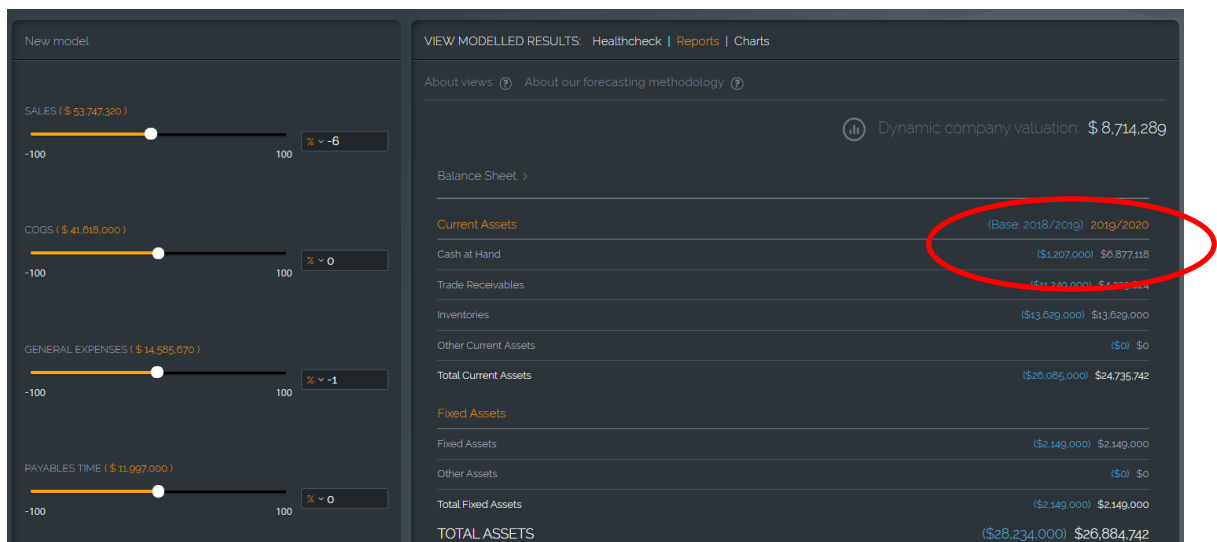 New model
SALES ( $ 53,747,320 )
% -6
-100 100
COGS ( $ 41,618,000 )
% 0
-100 100
GENERAL EXPENSES ( $ 14,585,670 )
% -1
-100 100
PAYABLES TIME ( $ 11,997,000 )
% 0
-100 100
VIEW MODELLED RESULTS: Healthcheck | Reports | Charts
About views: ? About our forecasting methodology: ?
Dynamic company valuation: $ 8,714,289
Balance Sheet >
Current Assets (Base: 2018/2019) 2019/2020
Cash at Hand ($1,207,000) $6,877,118
Trade Receivables
Inventories ($13,629,000) $13,629,000
Other Current Assets ($0) $0
Total Current Assets ($26,085,000) $24,735,742
Fixed Assets
Fixed Assets ($2,149,000) $2,149,000
Other Assets ($0) $0
Total Fixed Assets ($2,149,000) $2,149,000
TOTAL ASSETS ($28,234,000) $26,884,742